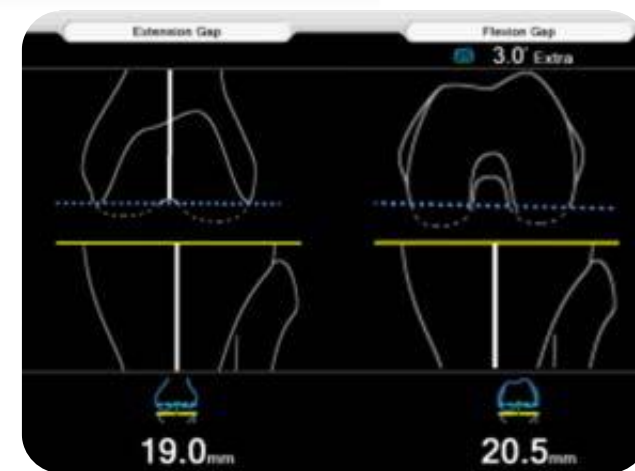 Extension Gap
Flexion Gap
3.0° Extra
19.0mm
20.5mm